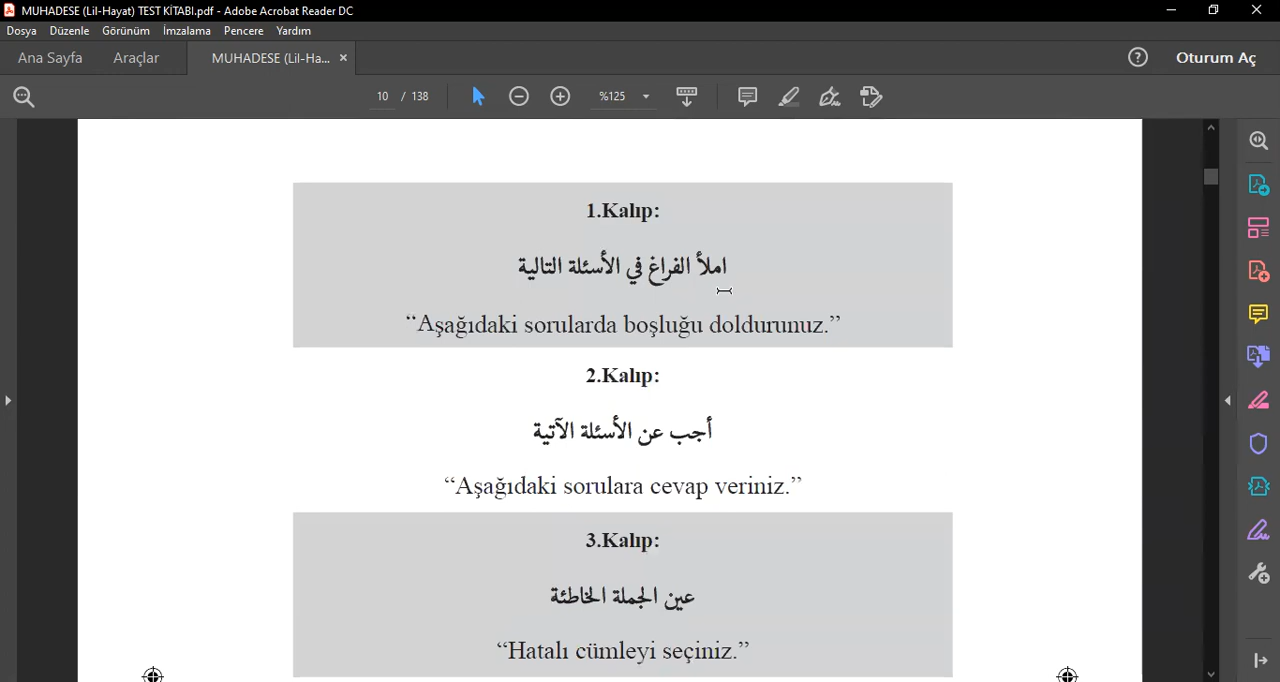 MUHADESE (Lil-Hayat) TEST KİTABI.pdf - Adobe Acrobat Reader DC
Dosya Düzenle Görünüm İmzalama Pencere Yardım
Ana Sayfa Araçlar MUHADESE (Lil-Ha... Oturum Aç
10 / 138 %125
1.Kalıp:
املأ الفراغ في الأسئلة التالية
“Aşağıdaki sorularda boşluğu doldurunuz.”
2.Kalıp:
أجب عن الأسئلة الآتية
“Aşağıdaki sorulara cevap veriniz.”
3.Kalıp:
عين الجملة الخاطئة
“Hatalı cümleyi seçiniz.”